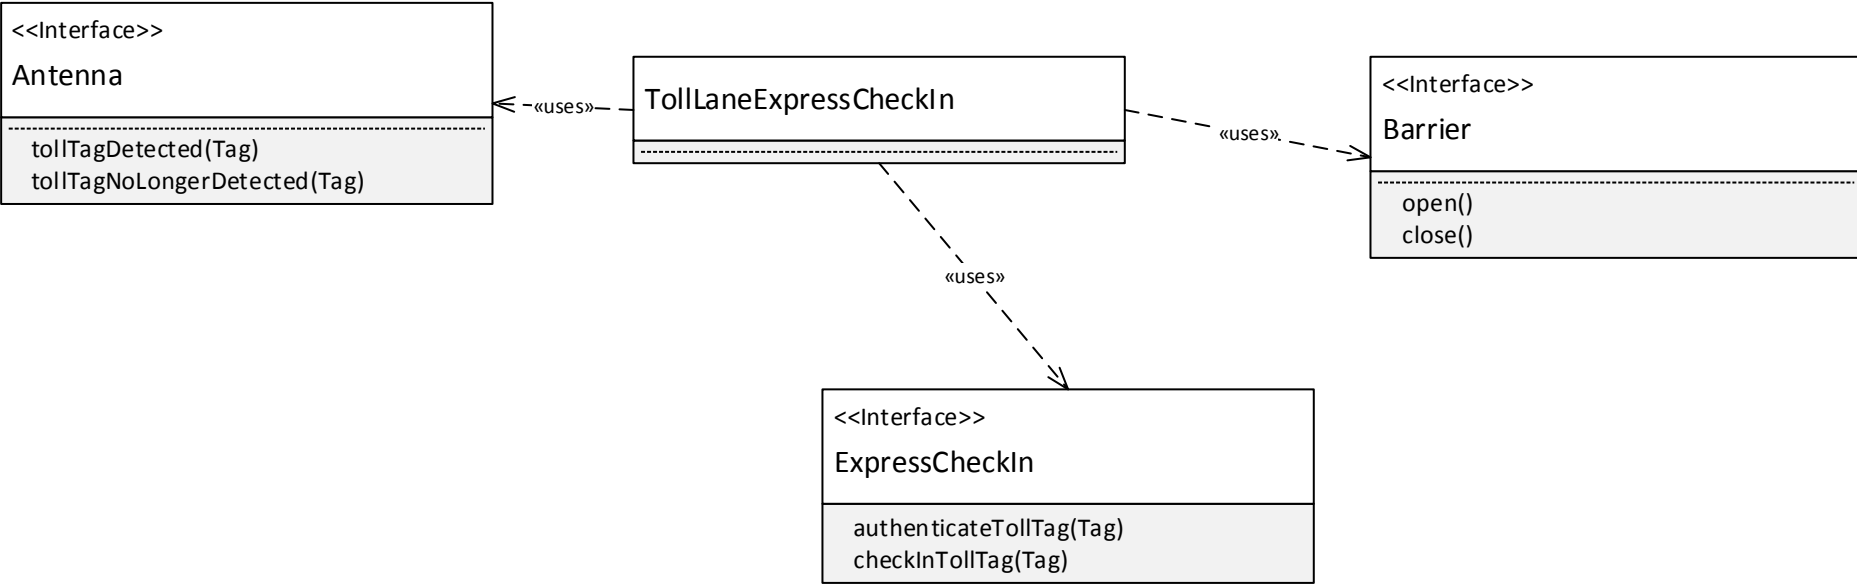 <<Interface>>
Antenna
tollTagDetected(Tag)
tollTagNoLongerDetected(Tag)
«uses»
TollLaneExpressCheckIn
«uses»
<<Interface>>
Barrier
open()
close()
«uses»
<<Interface>>
ExpressCheckIn
authenticateTollTag(Tag)
checkInTollTag(Tag)